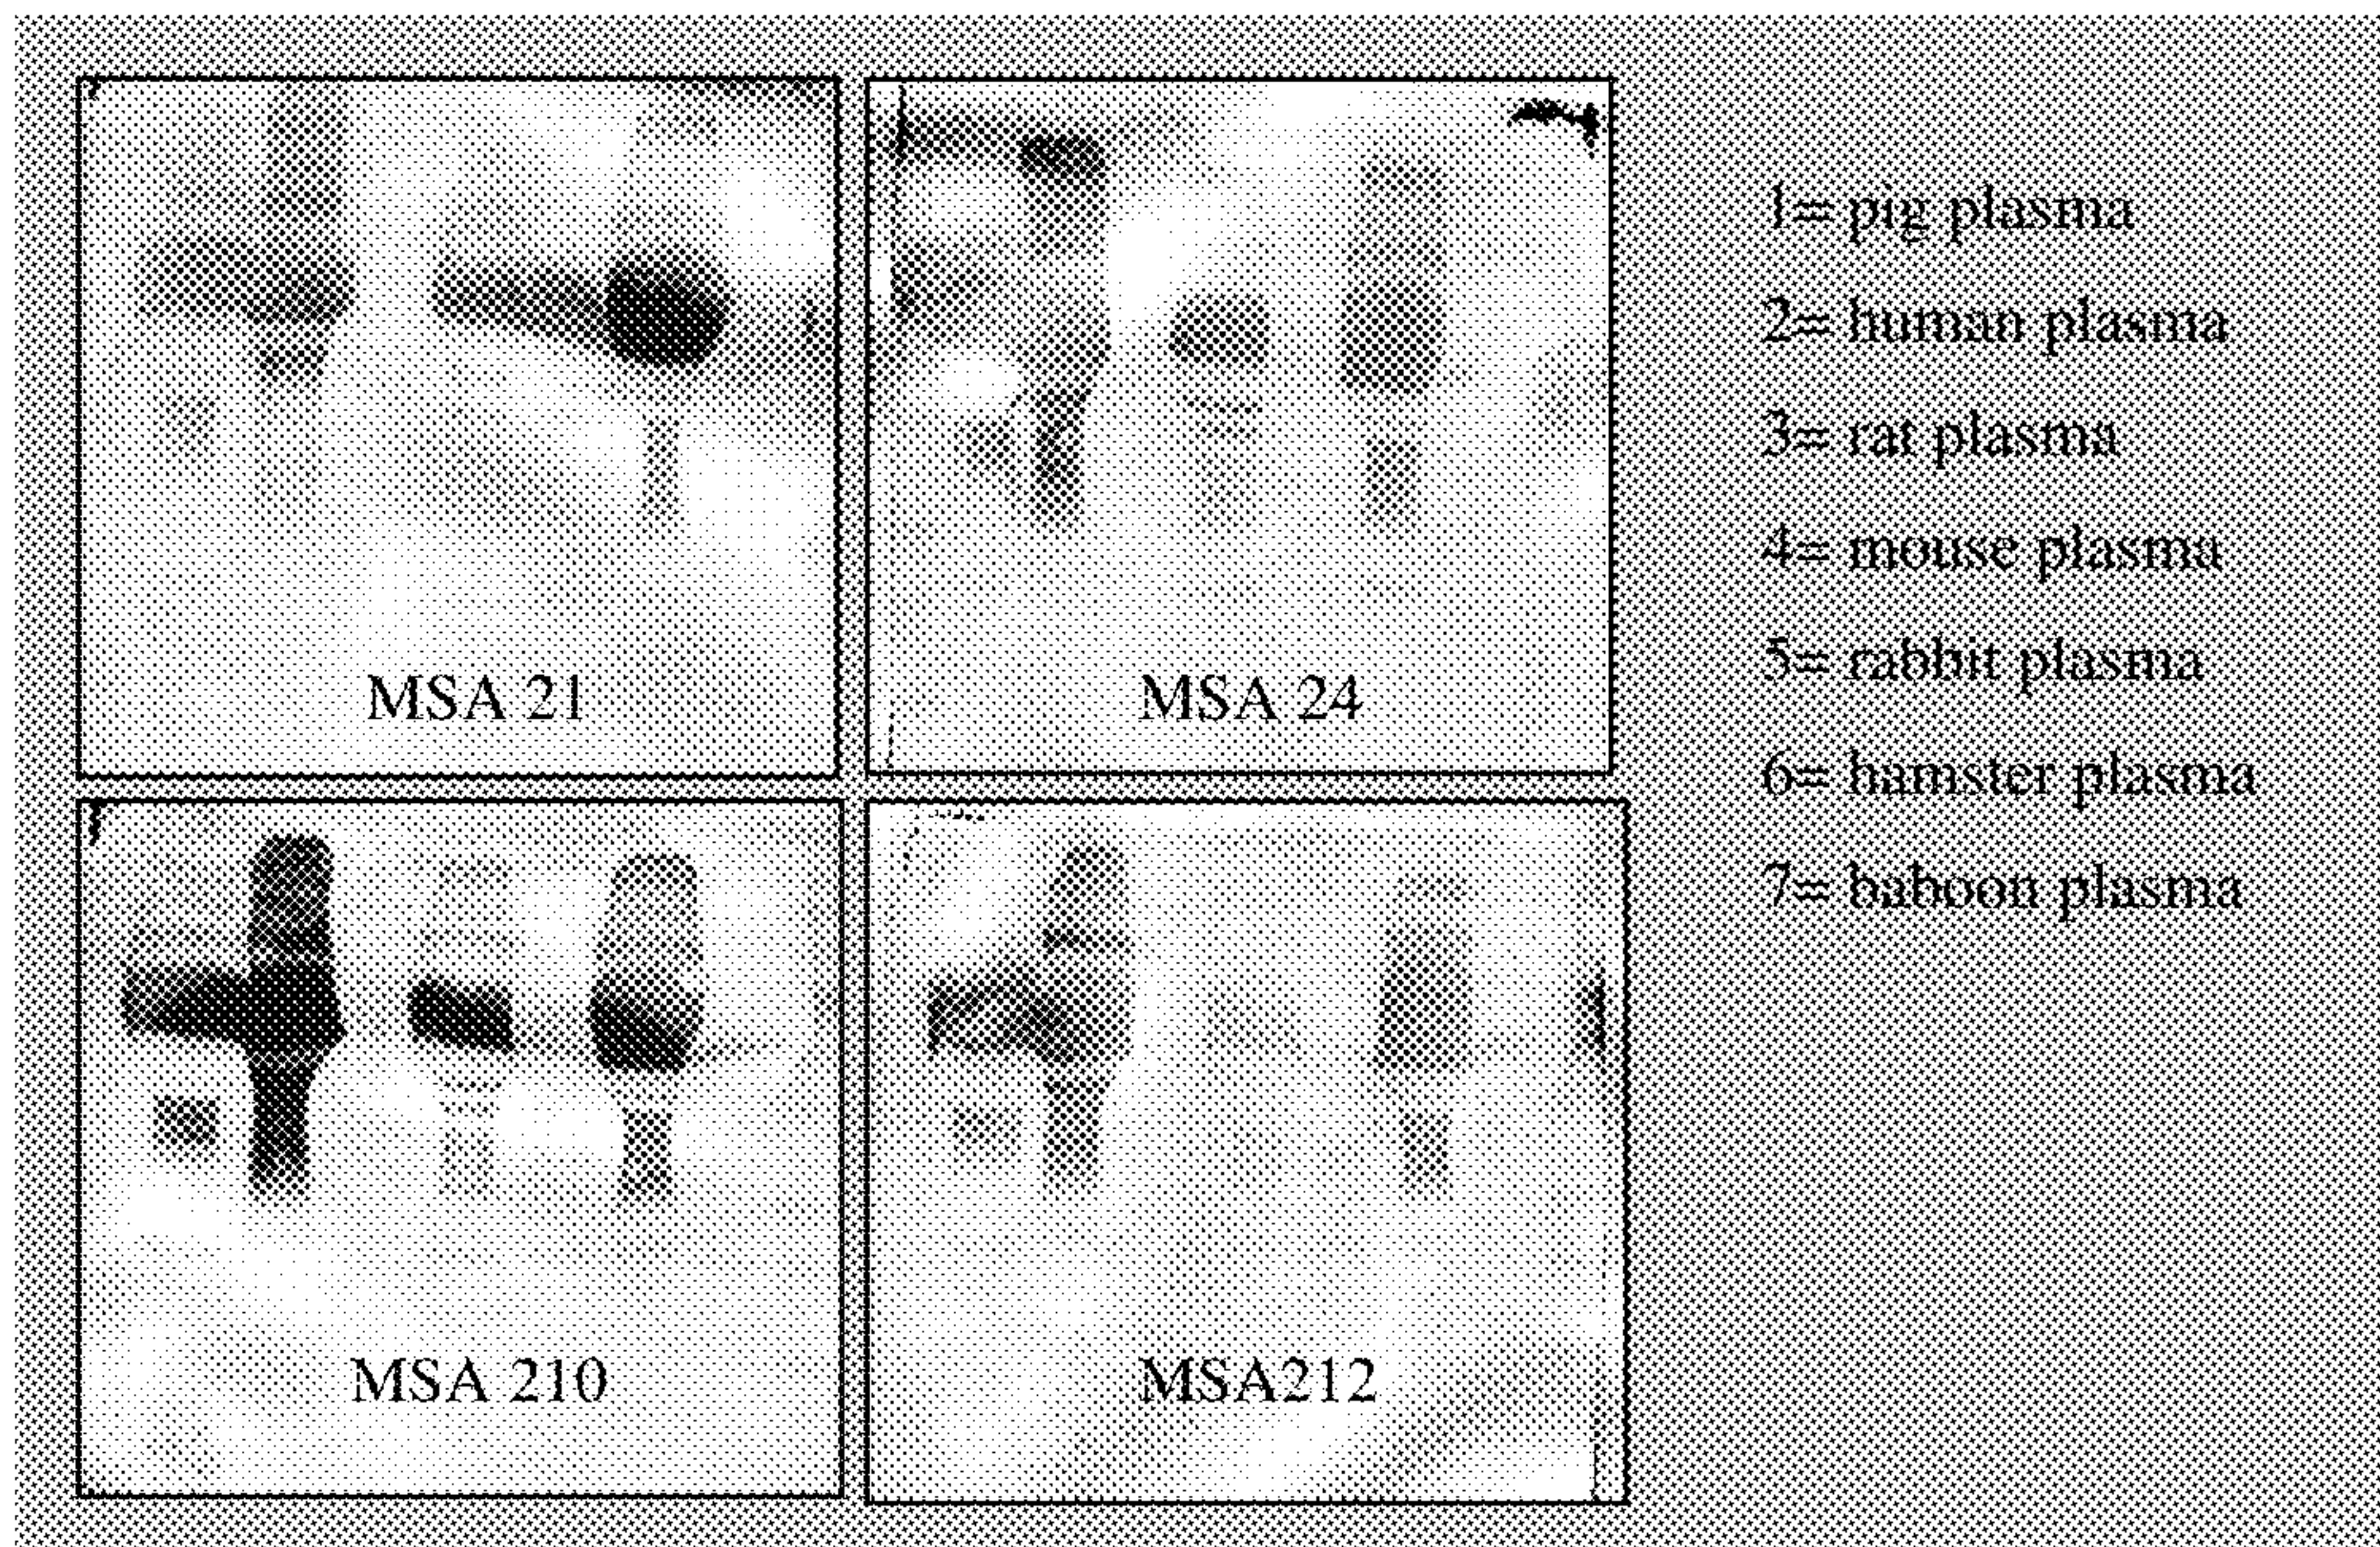 MSA 21
MSA 24
MSA 210
MSA212
1= pig plasma
2= human plasma
3= rat plasma
4= mouse plasma
5= rabbit plasma
6= hamster plasma
7= baboon plasma